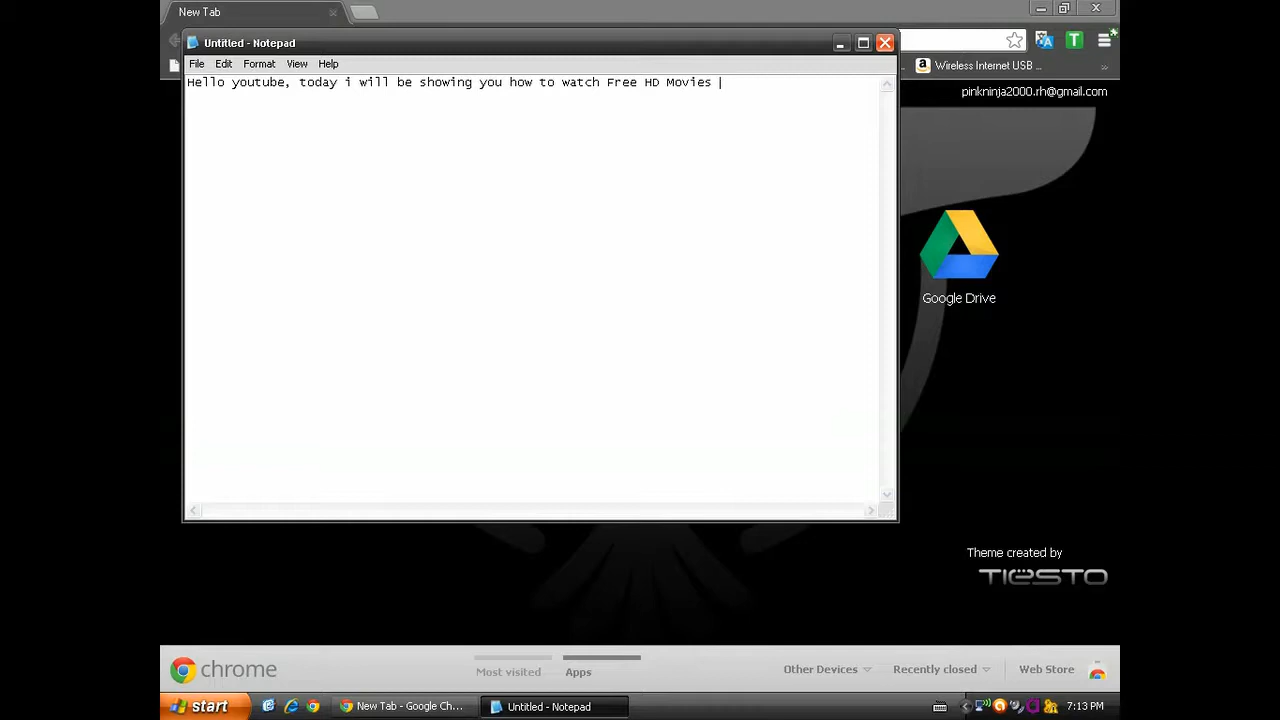 New Tab
Untitled - Notepad
File Edit Format View Help
Wireless Internet USB ...
Hello youtube, today i will be showing you how to watch Free HD Movies
pinkninja2000.rh@gmail.com
Google Drive
Theme created by
TIËSTO
chrome
Most visited
Apps
Other Devices
Recently closed
Web Store
start
New Tab - Google Ch...
Untitled - Notepad
7:13 PM